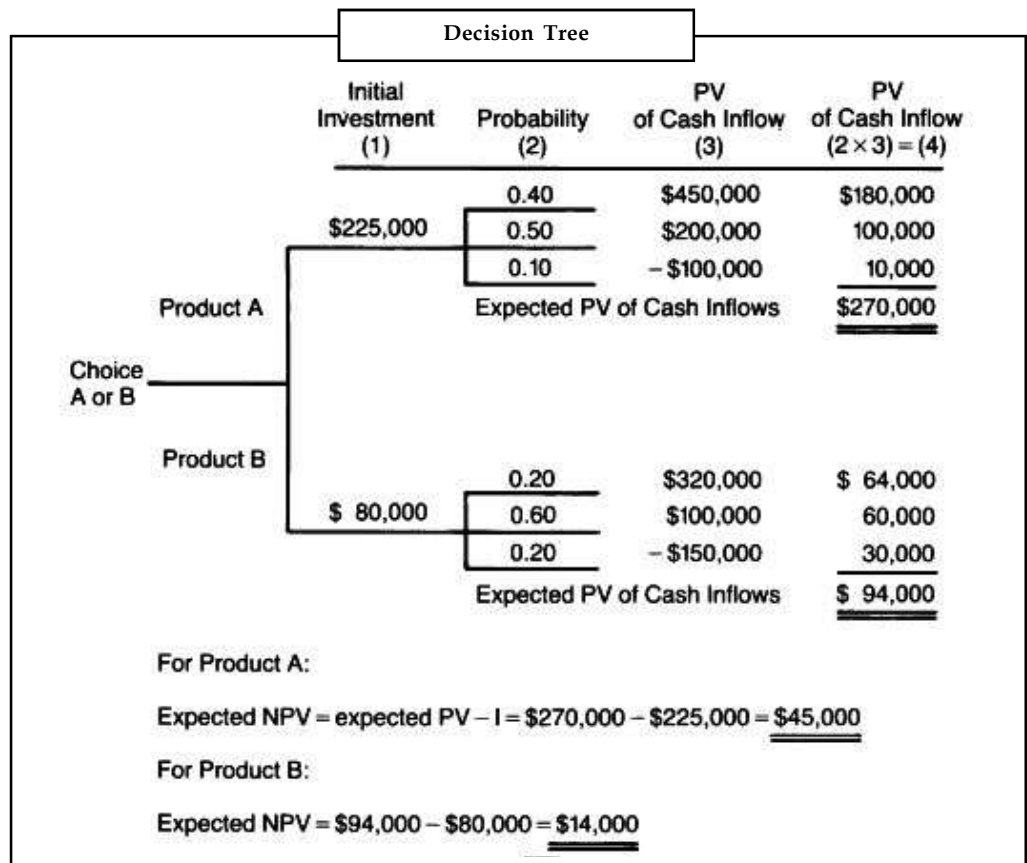 Decision Tree
Initial Investment (1) Probability (2) PV of Cash Inflow (3) PV of Cash Inflow (2 × 3) = (4)
0.40 $450,000 $180,000
$225,000 0.50 $200,000 100,000
0.10 – $100,000 10,000
Product A Expected PV of Cash Inflows $270,000
Choice
A or B
Product B
0.20 $320,000 $ 64,000
$ 80,000 0.60 $100,000 60,000
0.20 – $150,000 30,000
Expected PV of Cash Inflows $ 94,000
For Product A:
Expected NPV = expected PV – I = $270,000 – $225,000 = $45,000
For Product B:
Expected NPV = $94,000 – $80,000 = $14,000